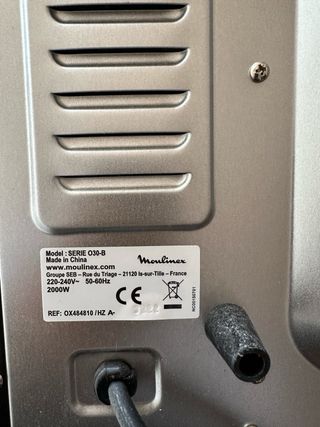 Model : SERIE O30-B
Made in China
www.moulinex.com
Moulinex
Groupe SEB – Rue du Triage – 21120 Is-sur-Tille – France
220-240V~ 50-60Hz
2000W
CE
REF: OX484810 / HZ A-
NC00150701